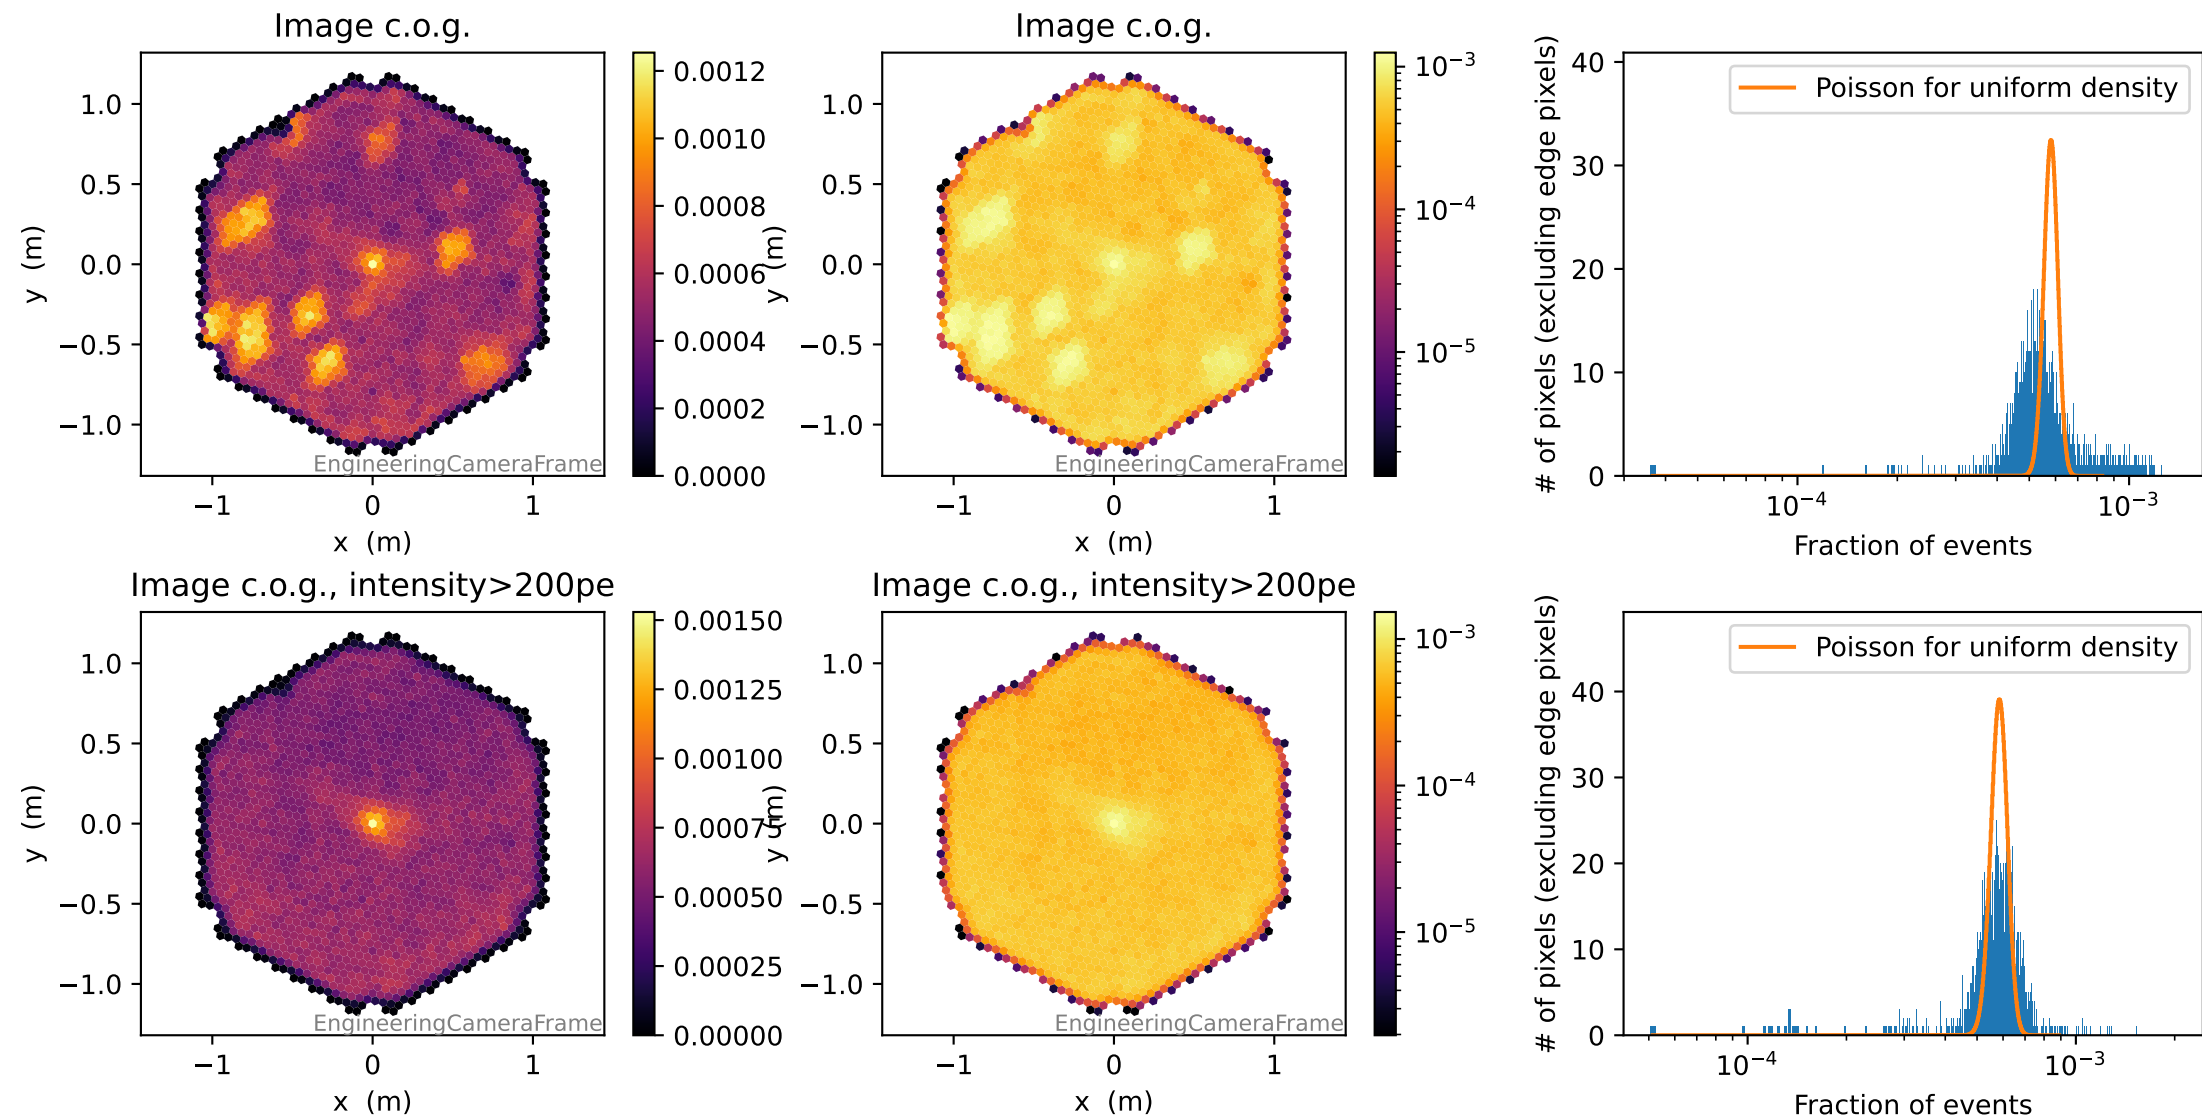 Image c.o.g.
1.0
0.5
0.0
−0.5
−1.0
y (m)
−1 0 1
x (m)
EngineeringCameraFrame
0.0012
0.0010
0.0008
0.0006
0.0004
0.0002
0.0000
Image c.o.g.
1.0
0.5
0.0
−0.5
−1.0
y (m)
−1 0 1
x (m)
EngineeringCameraFrame
10−3
10−4
10−5
Poisson for uniform density
40
30
20
10
0
# of pixels (excluding edge pixels)
10−4 10−3
Fraction of events
Image c.o.g., intensity>200pe
1.0
0.5
0.0
−0.5
−1.0
y (m)
−1 0 1
x (m)
EngineeringCameraFrame
0.00150
0.00125
0.00100
0.00075
0.00050
0.00025
0.00000
Image c.o.g., intensity>200pe
1.0
0.5
0.0
−0.5
−1.0
y (m)
−1 0 1
x (m)
EngineeringCameraFrame
10−3
10−4
10−5
Poisson for uniform density
40
30
20
10
0
# of pixels (excluding edge pixels)
10−4 10−3
Fraction of events